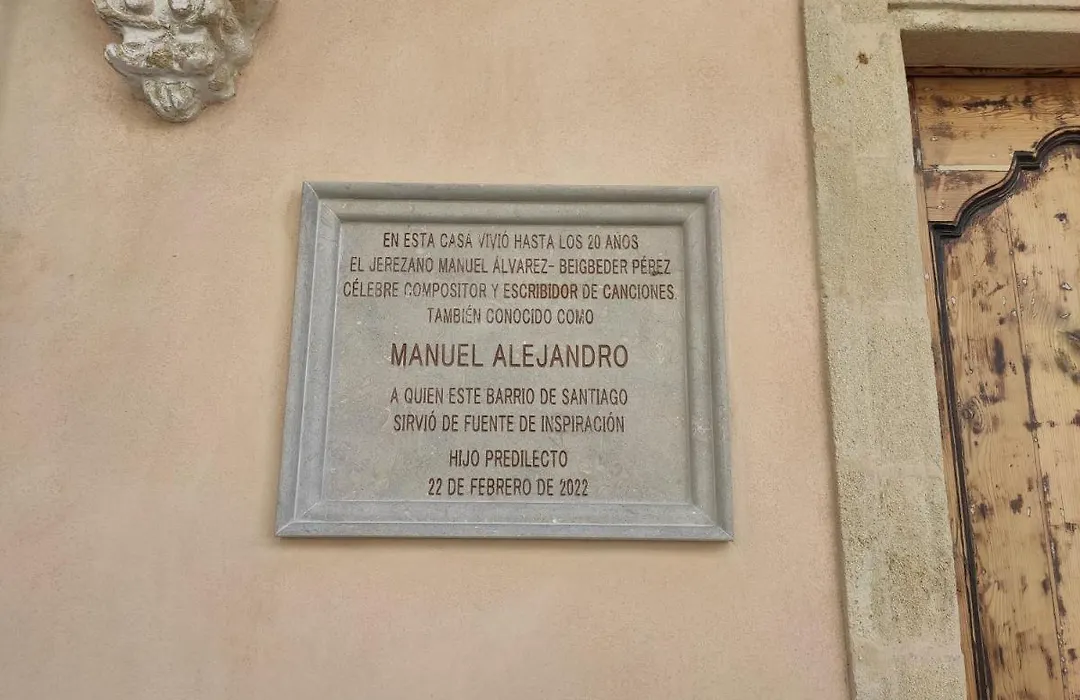 EN ESTA CASA VIVIÓ HASTA LOS 20 AÑOS
EL JEREZANO MANUEL ÁLVAREZ- BEIGBEDER PÉREZ
CÉLEBRE COMPOSITOR Y ESCRIBIDOR DE CANCIONES,
TAMBIÉN CONOCIDO COMO
MANUEL ALEJANDRO
A QUIEN ESTE BARRIO DE SANTIAGO
SIRVIÓ DE FUENTE DE INSPIRACIÓN
HIJO PREDILECTO
22 DE FEBRERO DE 2022